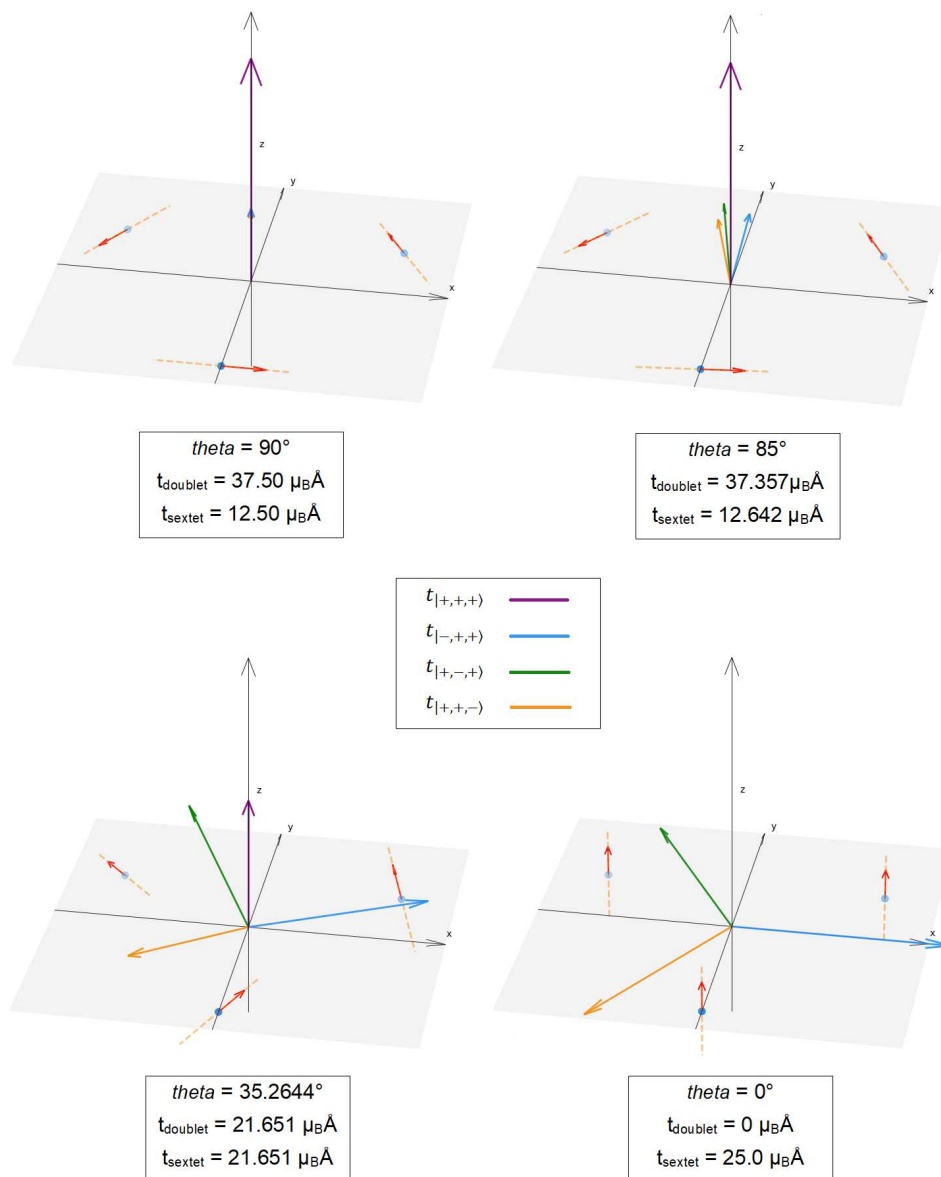 z
y
x
z
y
x
theta = 90°
t_doublet = 37.50 μ_BÅ
t_sextet = 12.50 μ_BÅ
theta = 85°
t_doublet = 37.357μ_BÅ
t_sextet = 12.642 μ_BÅ
t_|+,+,+⟩
t_|−,+,+⟩
t_|+,−,+⟩
t_|+,+,−⟩
z
y
x
z
y
x
theta = 35.2644°
t_doublet = 21.651 μ_BÅ
t_sextet = 21.651 μ_BÅ
theta = 0°
t_doublet = 0 μ_BÅ
t_sextet = 25.0 μ_BÅ